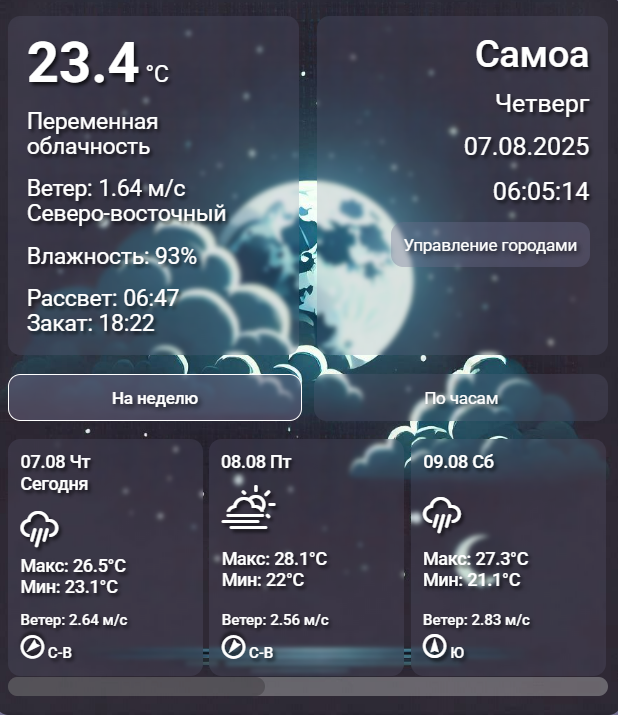 23.4 °C
Переменная
облачность
Ветер: 1.64 м/с
Северо-восточный
Влажность: 93%
Рассвет: 06:47
Закат: 18:22
Самоа
Четверг
07.08.2025
06:05:14
Управление городами
На неделю
По часам
07.08 Чт
Сегодня
Макс: 26.5°C
Мин: 23.1°C
Ветер: 2.64 м/с
С-В
08.08 Пт
Макс: 28.1°C
Мин: 22°C
Ветер: 2.56 м/с
С-В
09.08 Сб
Макс: 27.3°C
Мин: 21.1°C
Ветер: 2.83 м/с
Ю